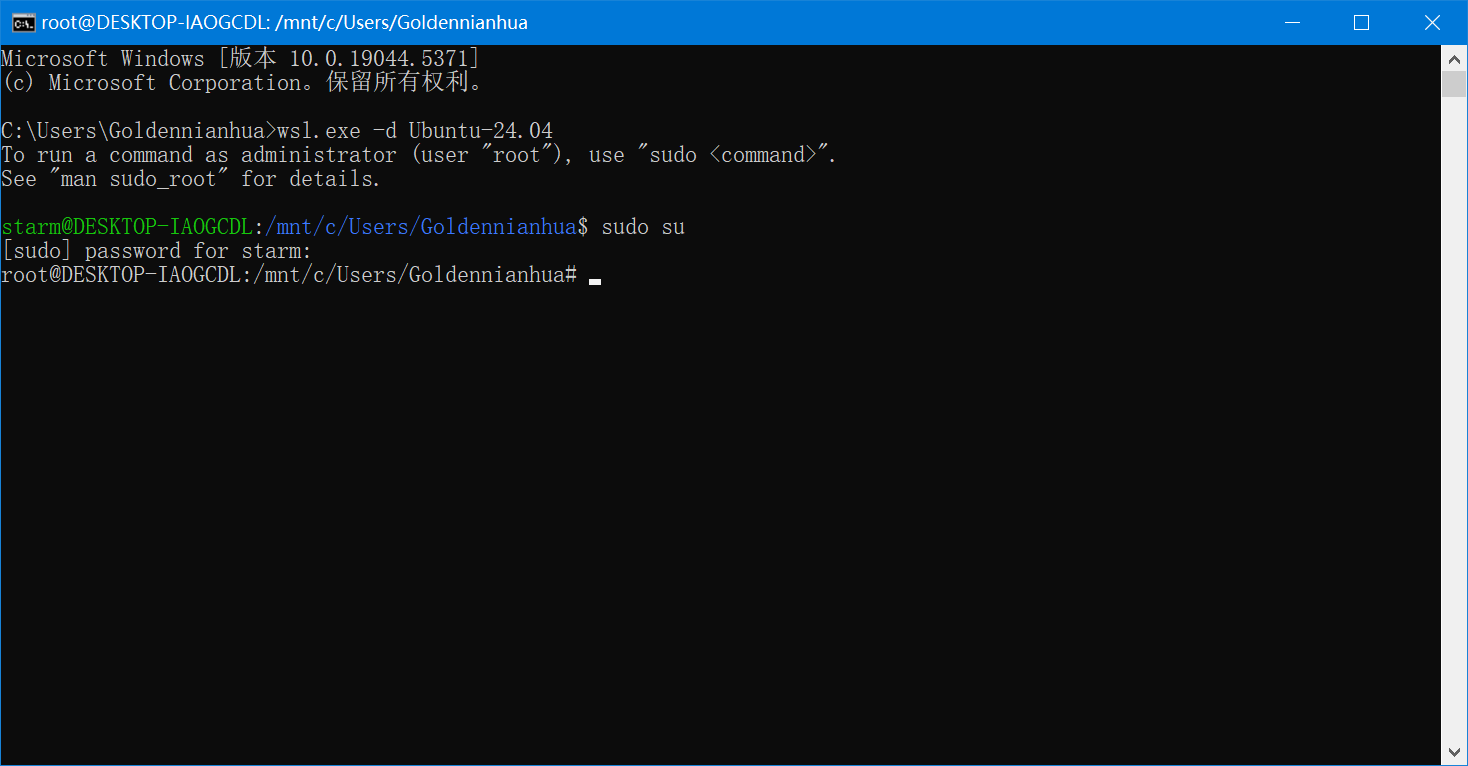 root@DESKTOP-IAOGCDL: /mnt/c/Users/Goldennianhua
Microsoft Windows [版本 10.0.19044.5371]
(c) Microsoft Corporation。保留所有权利。
C:\Users\Goldennianhua>wsl.exe -d Ubuntu-24.04
To run a command as administrator (user "root"), use "sudo <command>".
See "man sudo_root" for details.
starm@DESKTOP-IAOGCDL:/mnt/c/Users/Goldennianhua$ sudo su
[sudo] password for starm:
root@DESKTOP-IAOGCDL:/mnt/c/Users/Goldennianhua#